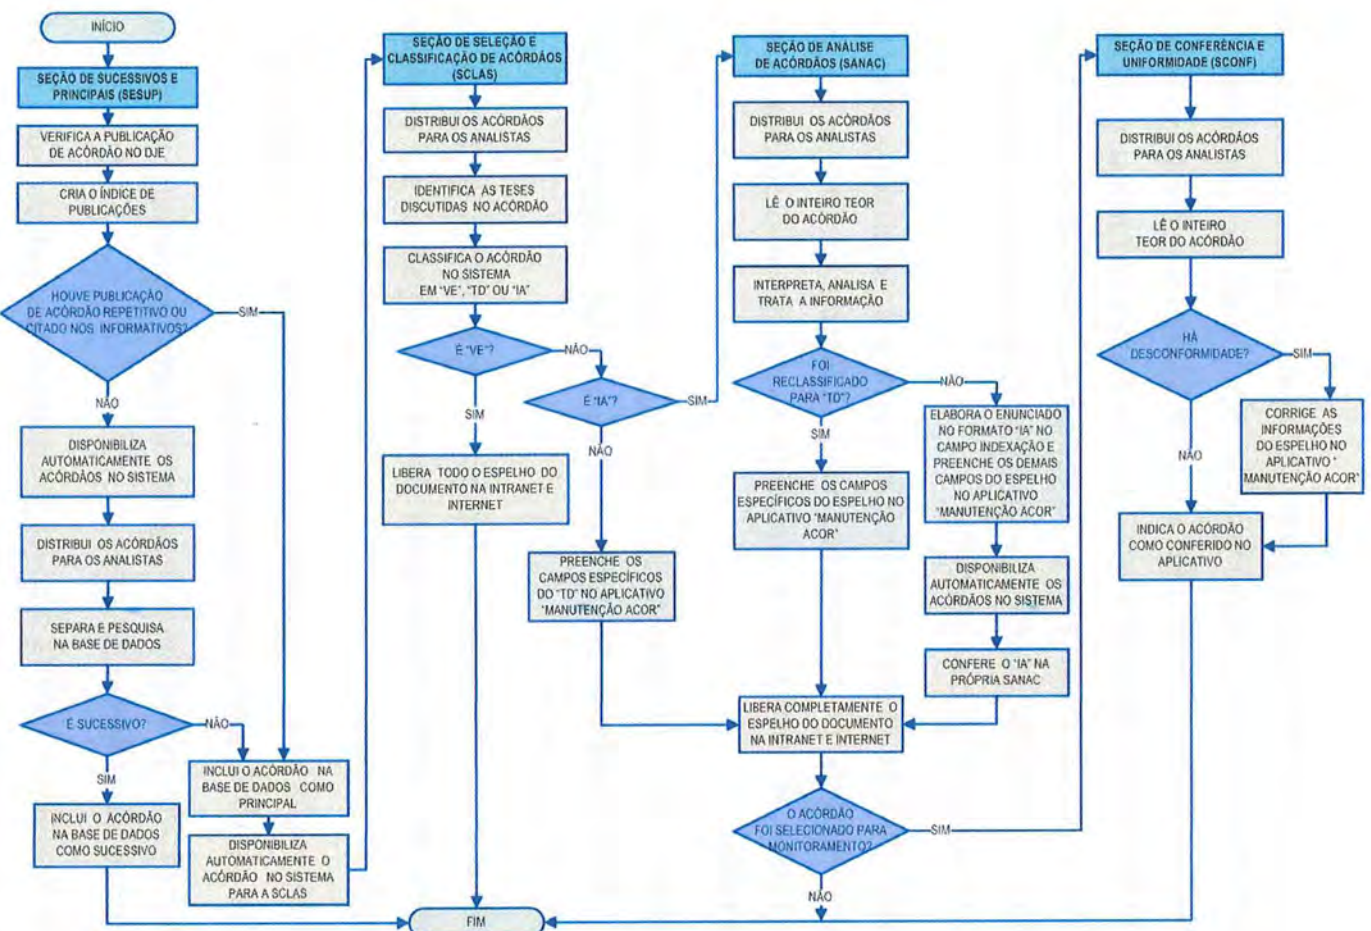 INÍCIO
SEÇÃO DE SUCESSIVOS E
PRINCIPAIS (SESUP)
VERIFICA A PUBLICAÇÃO
DE ACÓRDÃO NO DJE
CRIA O ÍNDICE DE
PUBLICAÇÕES
HOUVE PUBLICAÇÃO
DE ACÓRDÃO REPETITIVO OU
CITADO NOS INFORMATIVOS?
SIM
NÃO
DISPONIBILIZA
AUTOMATICAMENTE OS
ACÓRDÃOS NO SISTEMA
DISTRIBUI OS ACÓRDÃOS
PARA OS ANALISTAS
SEPARA E PESQUISA
NA BASE DE DADOS
É SUCESSIVO?
NÃO
SIM
INCLUI O ACÓRDÃO
NA BASE DE DADOS
COMO SUCESSIVO
INCLUI O ACÓRDÃO NA
BASE DE DADOS COMO
PRINCIPAL
DISPONIBILIZA
AUTOMATICAMENTE O
ACÓRDÃO NO SISTEMA
PARA A SCLAS
SEÇÃO DE SELEÇÃO E
CLASSIFICAÇÃO DE ACÓRDÃOS
(SCLAS)
DISTRIBUI OS ACÓRDÃOS
PARA OS ANALISTAS
IDENTIFICA AS TESES
DISCUTIDAS NO ACÓRDÃO
CLASSIFICA O ACÓRDÃO
NO SISTEMA
EM "VE", "TD" OU "IA"
É "VE"?
NÃO
SIM
É "IA"?
SIM
NÃO
LIBERA TODO O ESPELHO DO
DOCUMENTO NA INTRANET E
INTERNET
PREENCHE OS
CAMPOS ESPECÍFICOS
DO "TD" NO APLICATIVO
"MANUTENÇÃO ACOR"
SEÇÃO DE ANÁLISE
DE ACÓRDÃOS (SANAC)
DISTRIBUI OS ACÓRDÃOS
PARA OS ANALISTAS
LÊ O INTEIRO TEOR
DO ACÓRDÃO
INTERPRETA, ANALISA E
TRATA A INFORMAÇÃO
FOI
RECLASSIFICADO
PARA "TD"?
NÃO
SIM
PREENCHE OS CAMPOS
ESPECÍFICOS DO ESPELHO NO
APLICATIVO "MANUTENÇÃO
ACOR"
ELABORA O ENUNCIADO
NO FORMATO "IA" NO
CAMPO INDEXAÇÃO E
PREENCHE OS DEMAIS
CAMPOS DO ESPELHO
NO APLICATIVO
"MANUTENÇÃO ACOR"
DISPONIBILIZA
AUTOMATICAMENTE OS
ACÓRDÃOS NO SISTEMA
CONFERE O "IA" NA
PRÓPRIA SANAC
LIBERA COMPLETAMENTE O
ESPELHO DO DOCUMENTO
NA INTRANET E INTERNET
O ACÓRDÃO
FOI SELECIONADO PARA
MONITORAMENTO?
SIM
NÃO
SEÇÃO DE CONFERÊNCIA E
UNIFORMIDADE (SCONF)
DISTRIBUI OS ACÓRDÃOS
PARA OS ANALISTAS
LÊ O INTEIRO
TEOR DO ACÓRDÃO
HÁ
DESCONFORMIDADE?
SIM
NÃO
CORRIGE AS
INFORMAÇÕES
DO ESPELHO NO
APLICATIVO "
MANUTENÇÃO ACOR"
INDICA O ACÓRDÃO
COMO CONFERIDO NO
APLICATIVO
FIM